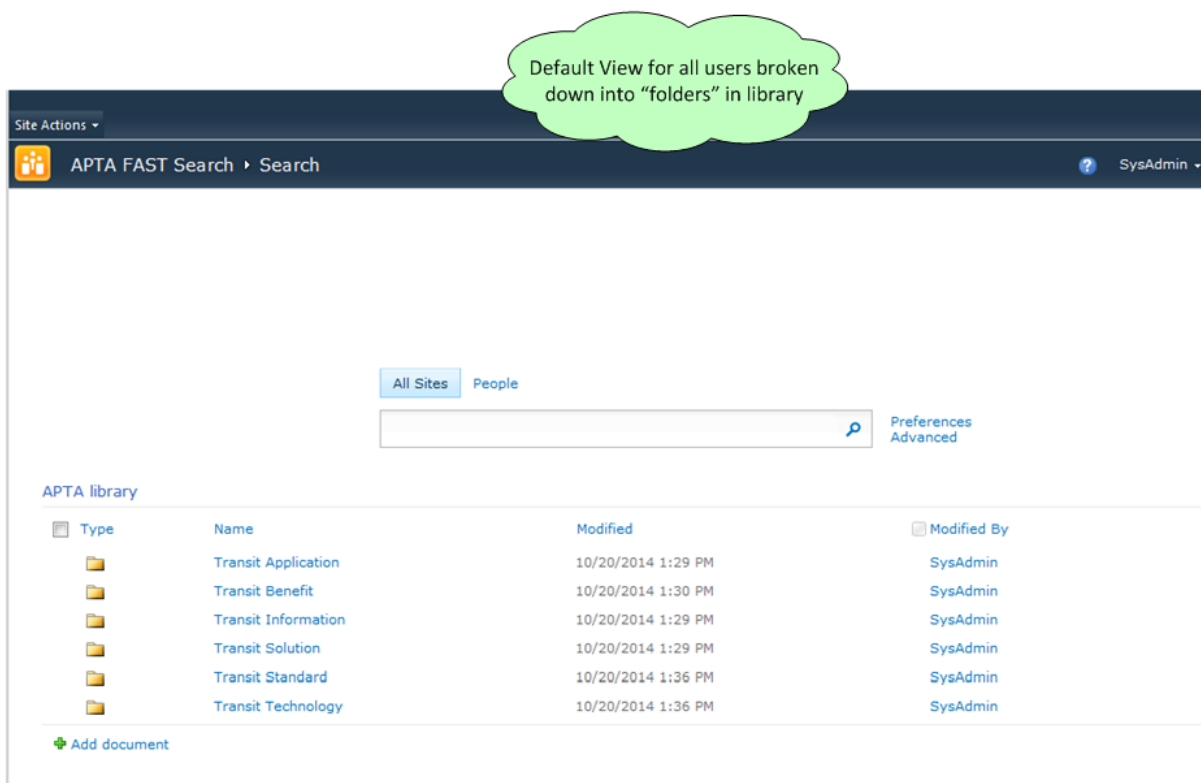 Default View for all users broken
down into “folders” in library
Site Actions
APTA FAST Search Search
? SysAdmin
All Sites People
Preferences
Advanced
APTA library
Type Name Modified Modified By
Transit Application 10/20/2014 1:29 PM SysAdmin
Transit Benefit 10/20/2014 1:30 PM SysAdmin
Transit Information 10/20/2014 1:29 PM SysAdmin
Transit Solution 10/20/2014 1:29 PM SysAdmin
Transit Standard 10/20/2014 1:36 PM SysAdmin
Transit Technology 10/20/2014 1:36 PM SysAdmin
Add document